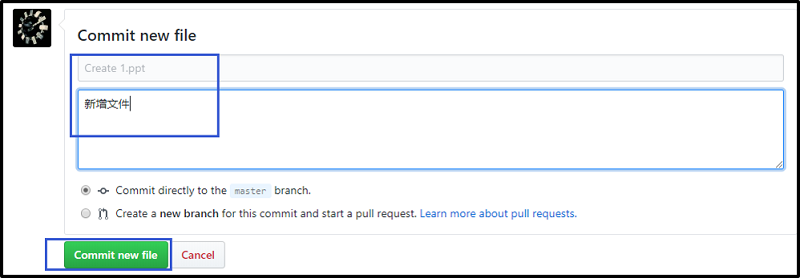 Commit new file
Create 1.ppt
新增文件
Commit directly to the master branch.
Create a new branch for this commit and start a pull request. Learn more about pull requests.
Commit new file Cancel